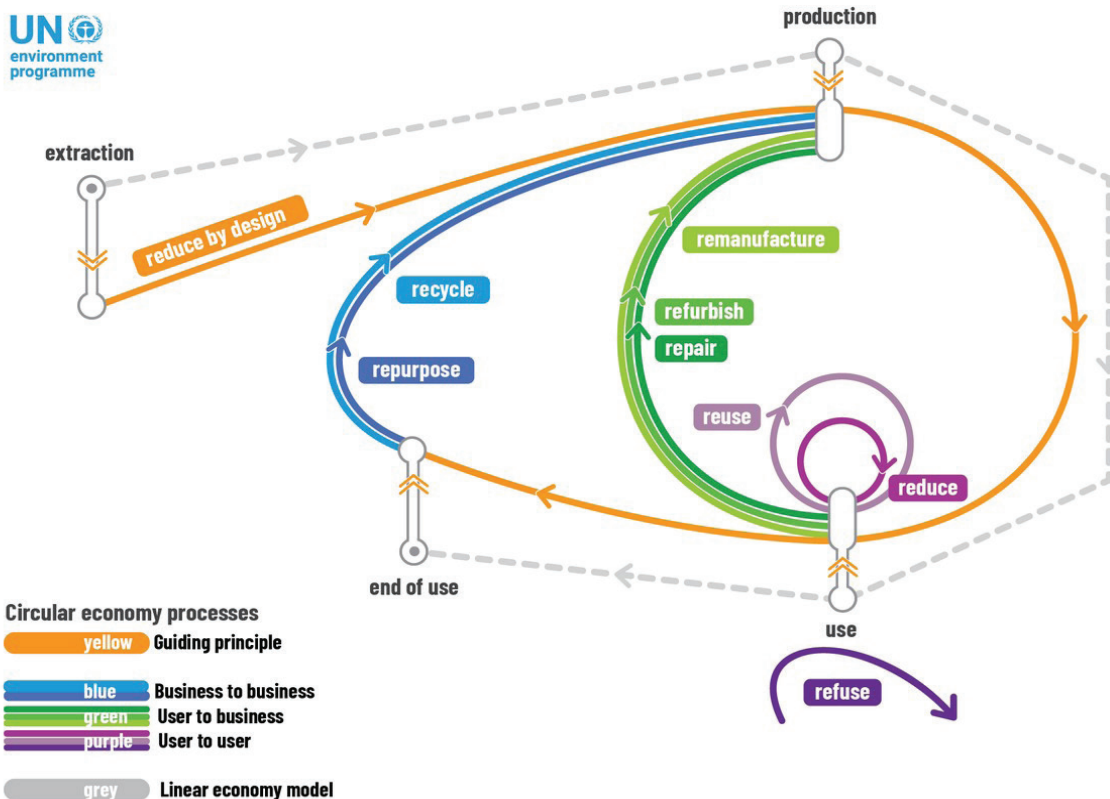 UN
environment
programme
production
extraction
reduce by design
remanufacture
recycle
refurbish
repair
repurpose
reuse
reduce
end of use
use
refuse
Circular economy processes
yellow Guiding principle
blue Business to business
green User to business
purple User to user
grey Linear economy model